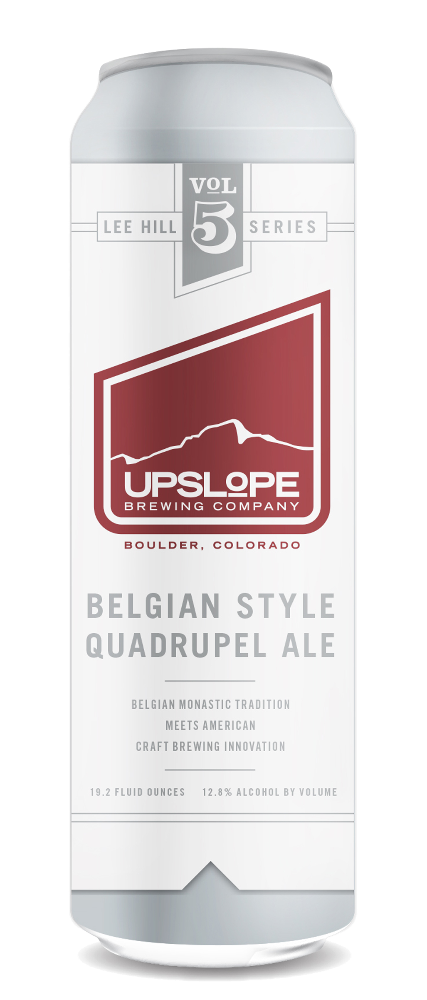 VOL
5
LEE HILL SERIES
UPSLOPE
BREWING COMPANY
BOULDER, COLORADO
BELGIAN STYLE
QUADRUPEL ALE
BELGIAN MONASTIC TRADITION
MEETS AMERICAN
CRAFT BREWING INNOVATION
19.2 FLUID OUNCES 12.8% ALCOHOL BY VOLUME